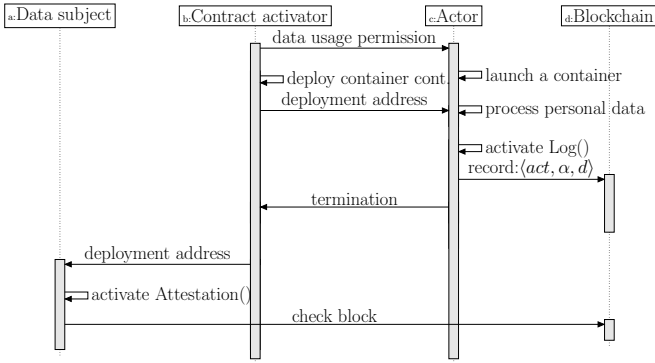 a:Data subject
b:Contract activator
c:Actor
d:Blockchain
data usage permission
deploy container cont.
launch a container
deployment address
process personal data
activate Log()
record:⟨act, α, d⟩
termination
deployment address
activate Attestation()
check block